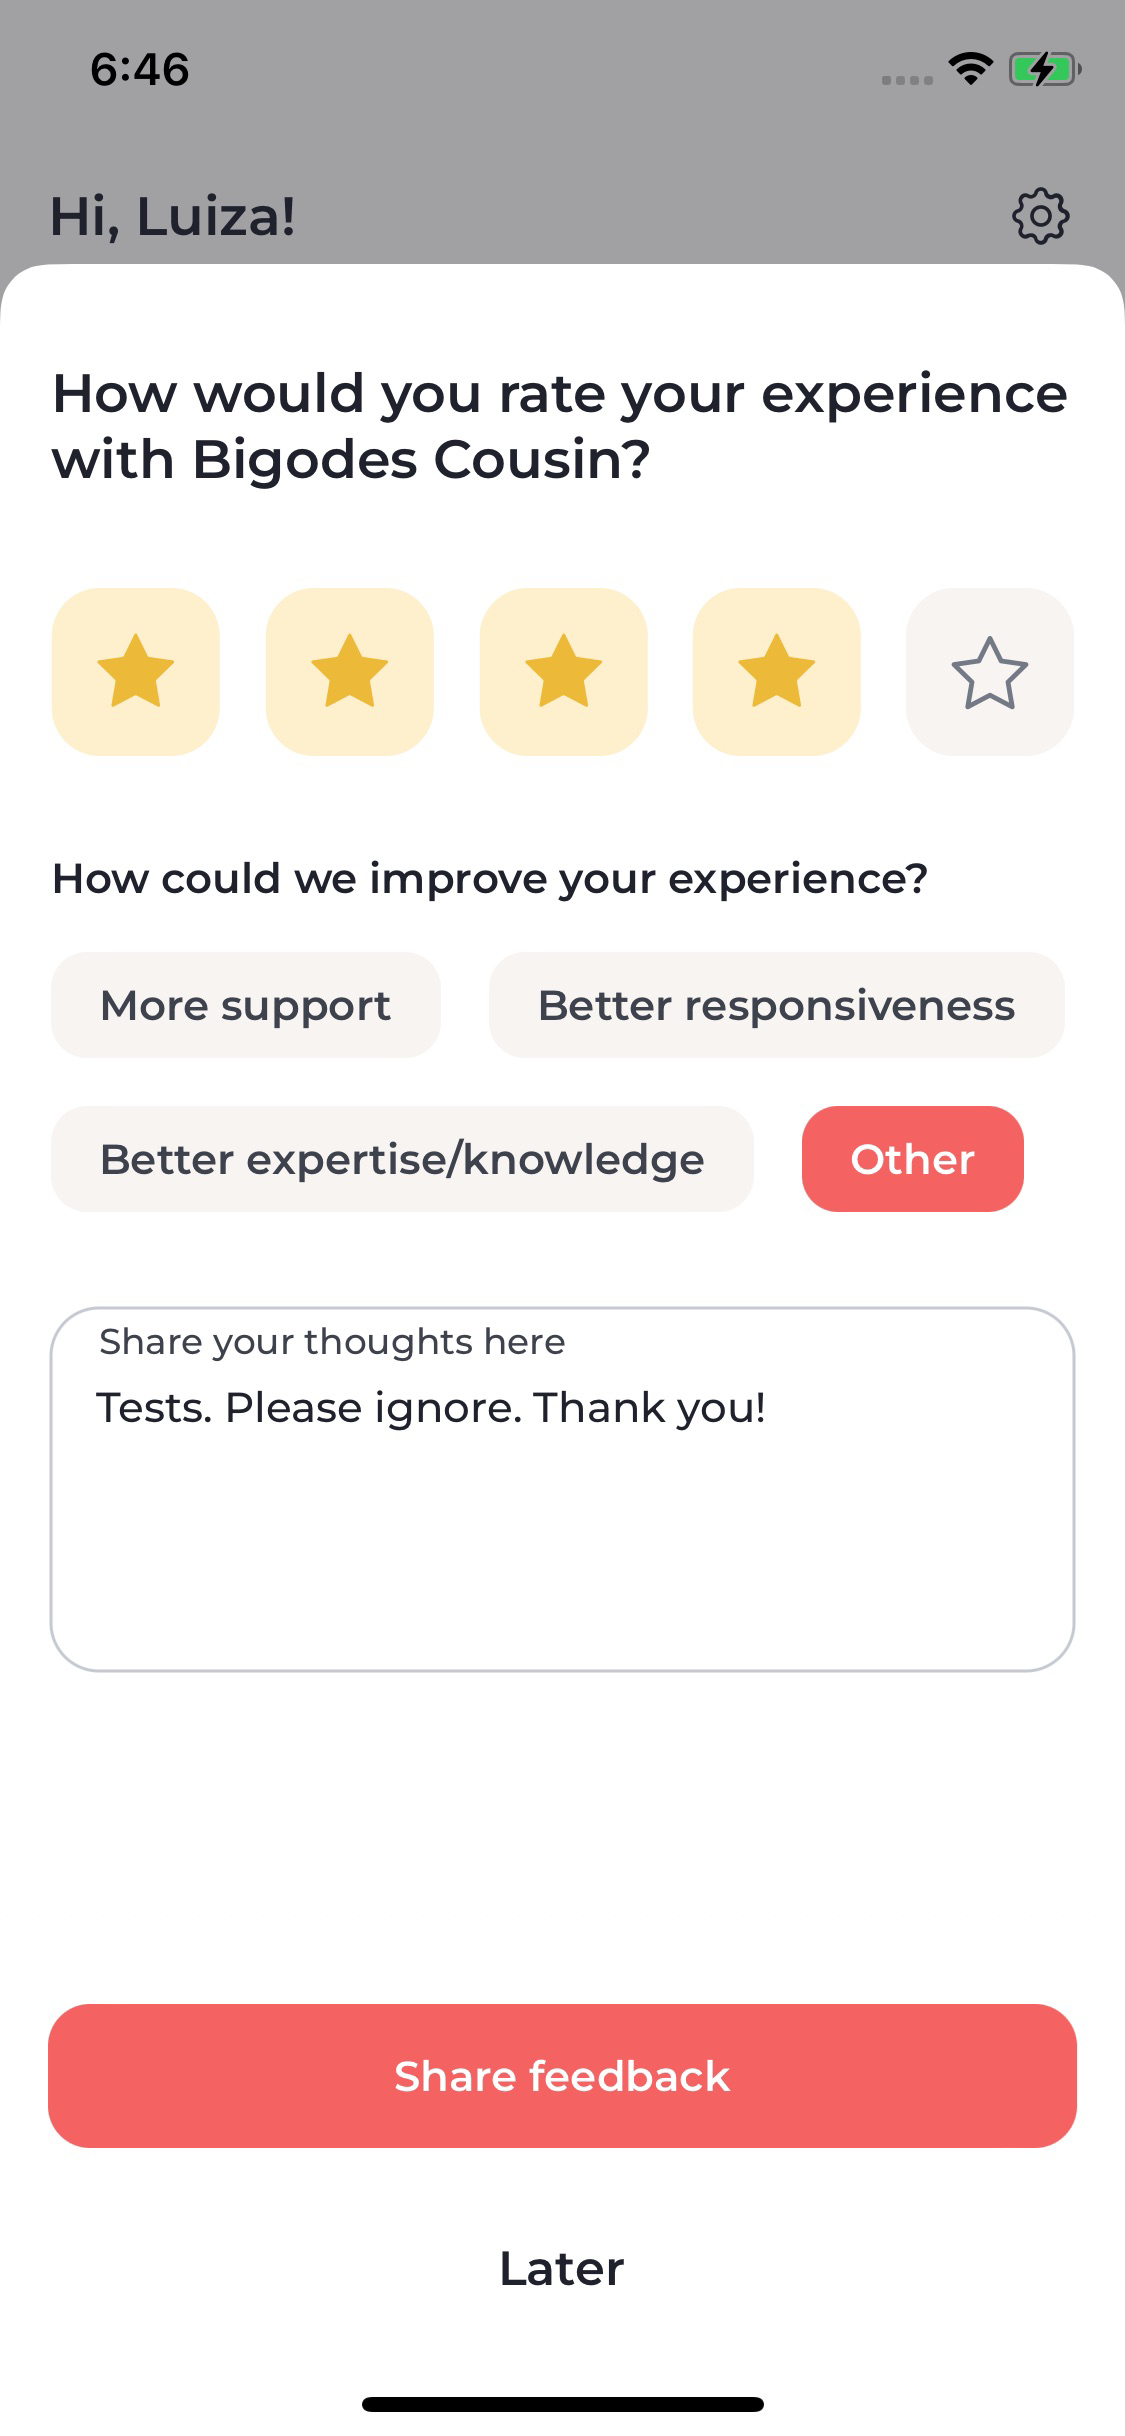 6:46
Hi, Luiza!
How would you rate your experience
with Bigodes Cousin?
How could we improve your experience?
More support
Better responsiveness
Better expertise/knowledge
Other
Share your thoughts here
Tests. Please ignore. Thank you!
Share feedback
Later